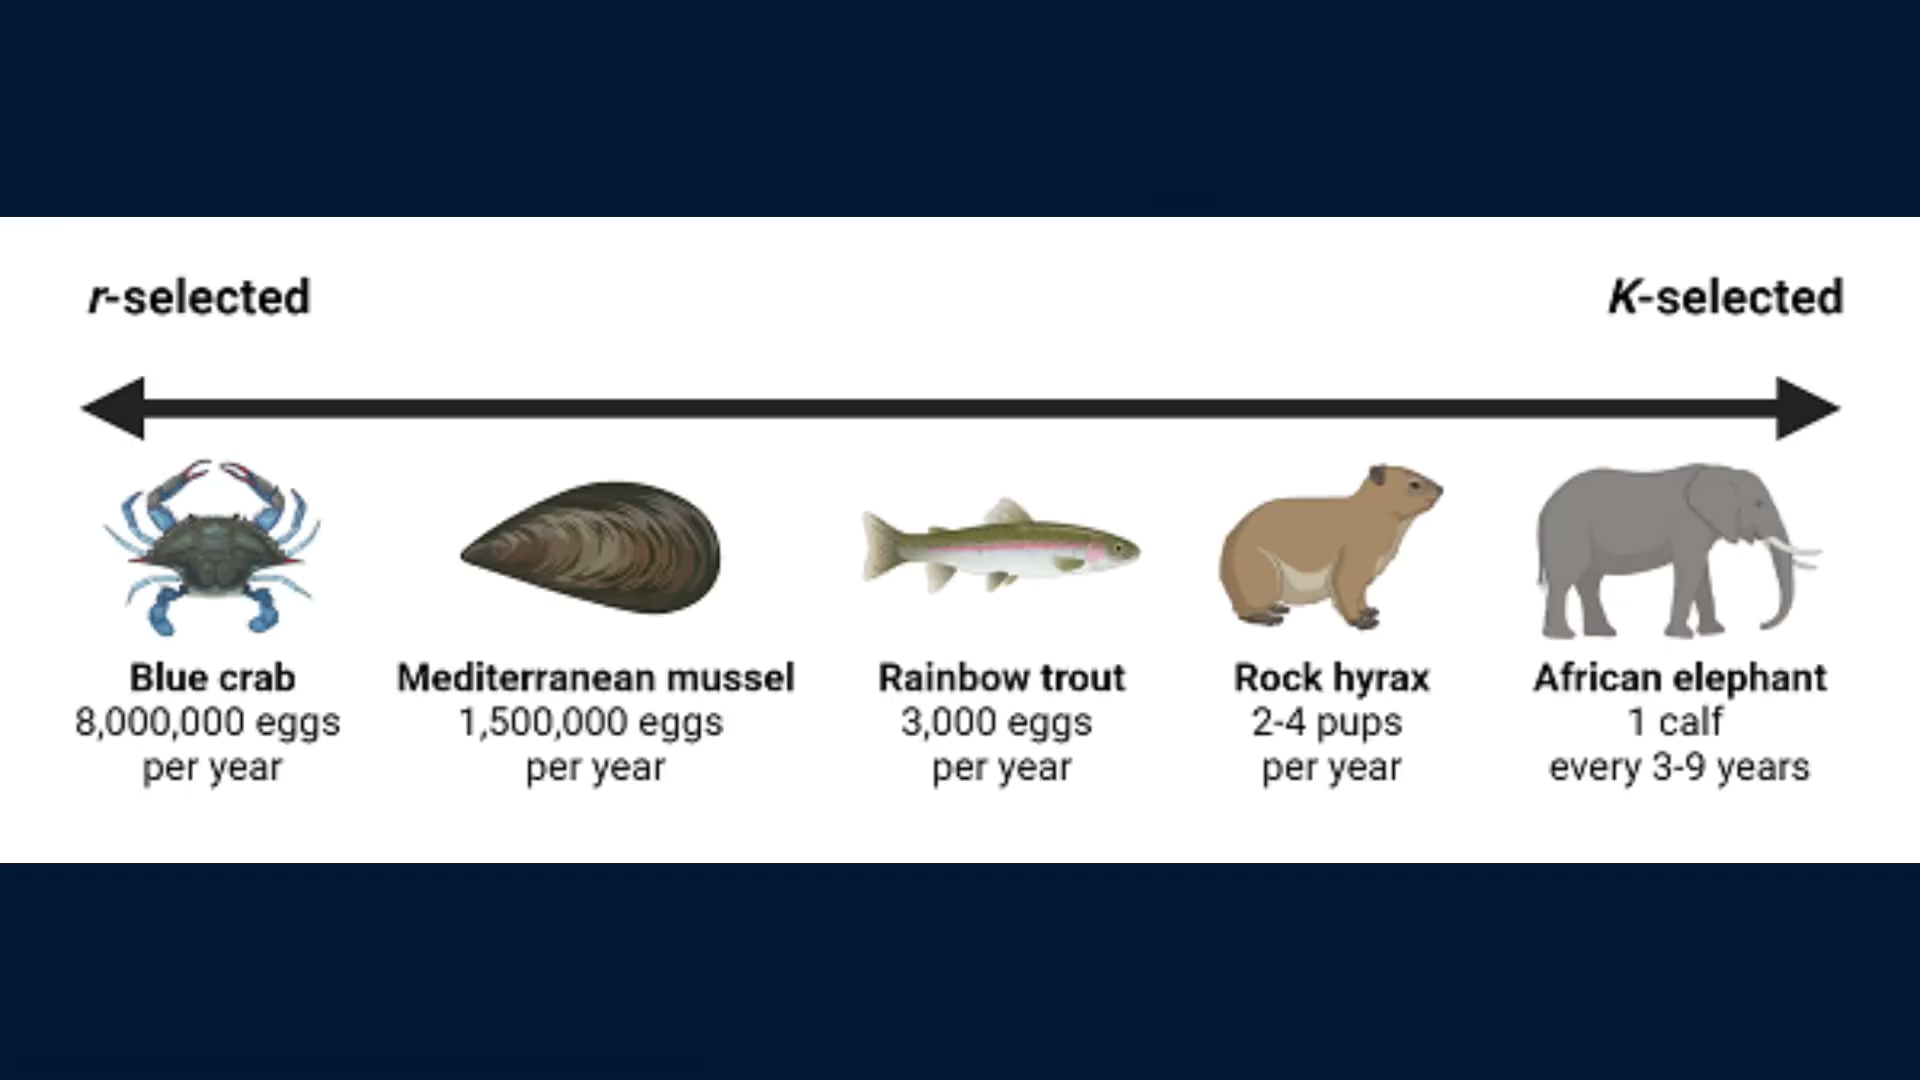 r-selected
K-selected
Blue crab
8,000,000 eggs
per year
Mediterranean mussel
1,500,000 eggs
per year
Rainbow trout
3,000 eggs
per year
Rock hyrax
2-4 pups
per year
African elephant
1 calf
every 3-9 years